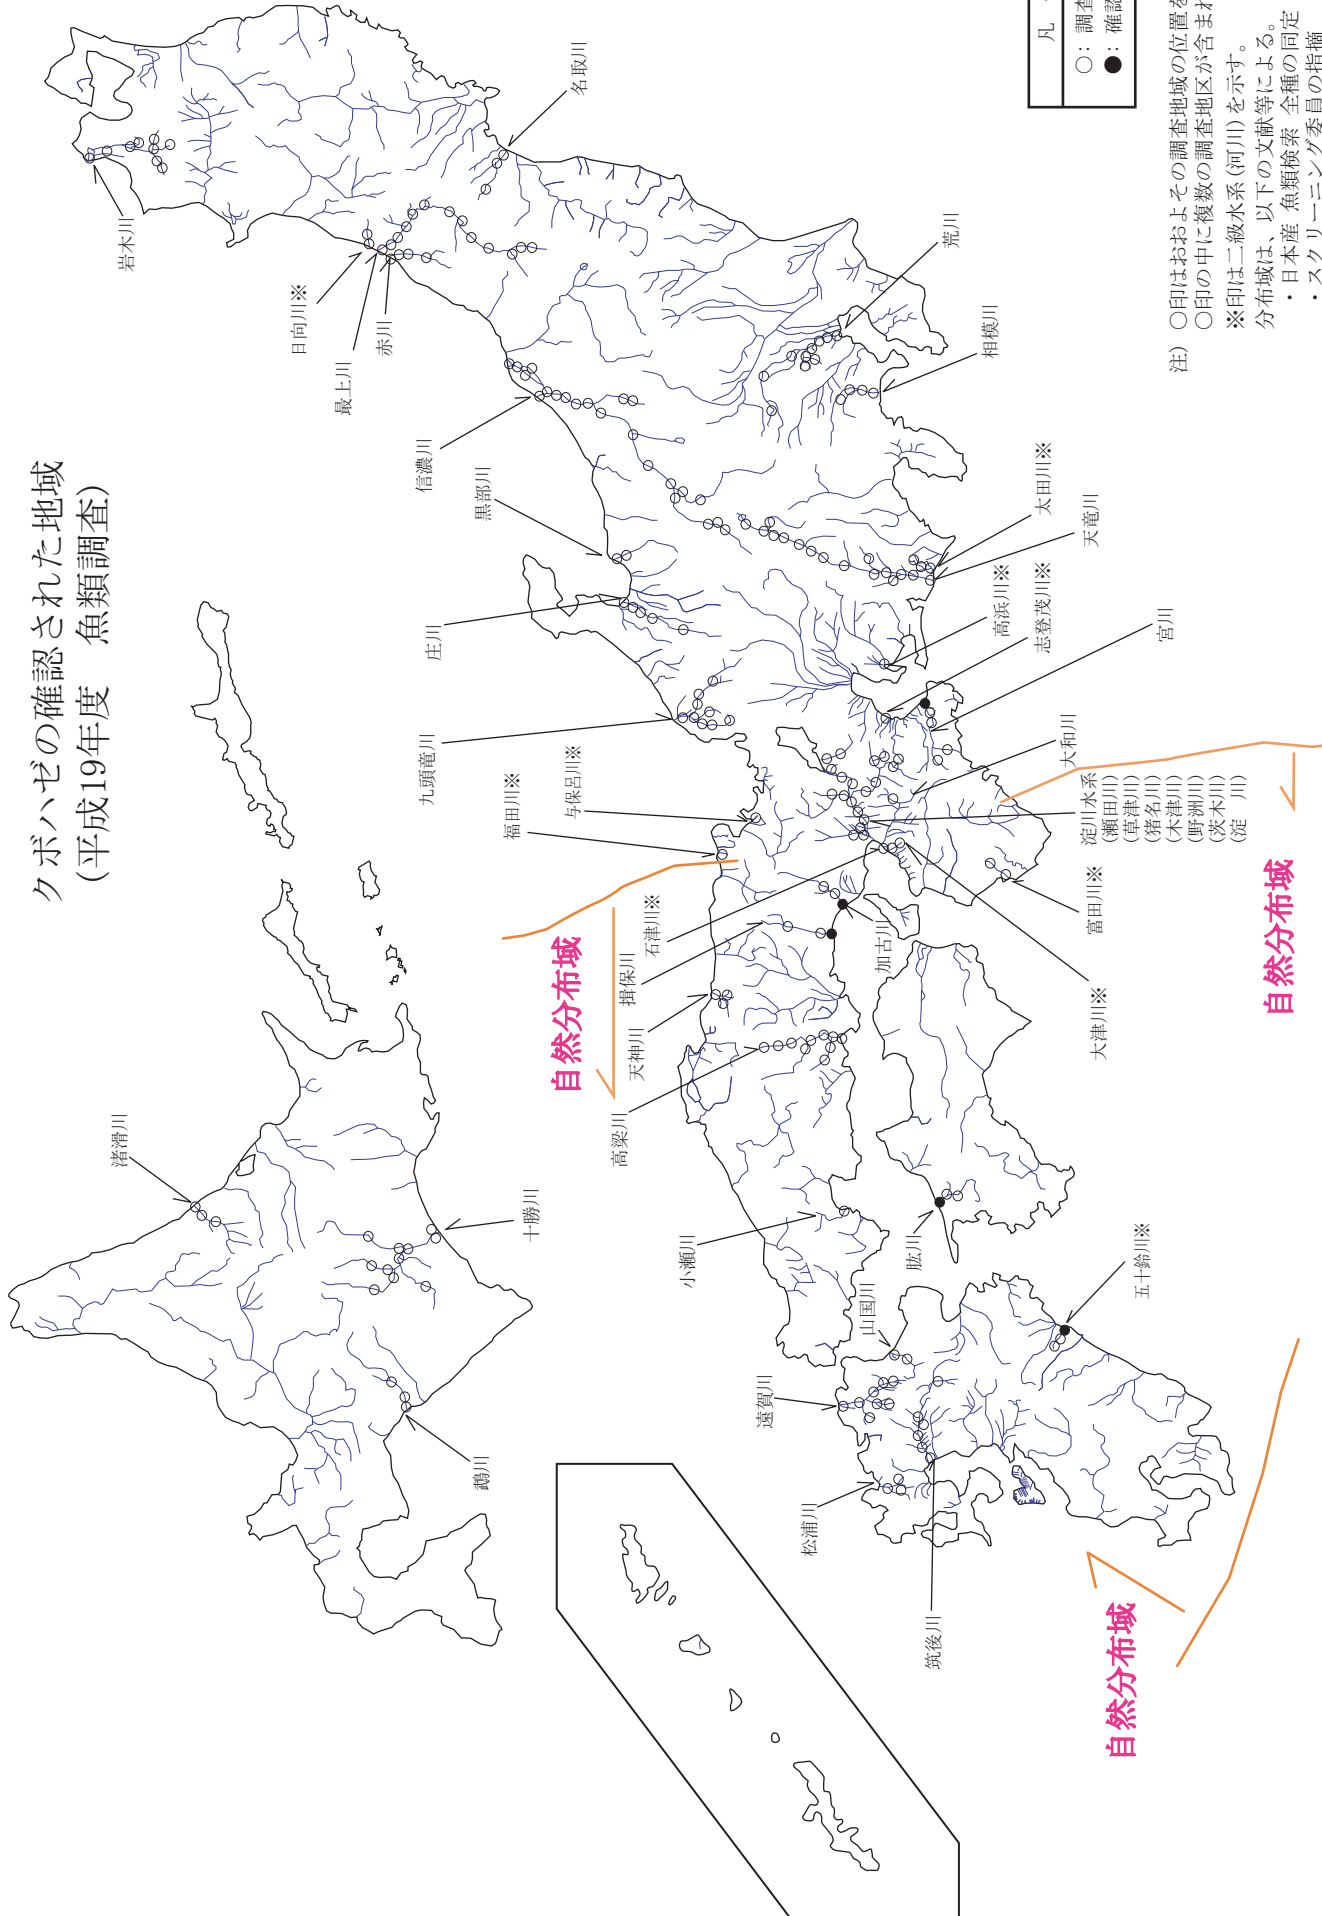 クボハゼの確認された地域
(平成19年度　魚類調査)
渚滑川
十勝川
鵡川
岩木川
名取川
日向川※
最上川
赤川
信濃川
黒部川
庄川
九頭竜川
福田川※
与保呂川※
荒川
相模川
太田川※
天竜川
高浜川※
志登茂川※
宮川
大和川
淀川水系
(瀬田川)
(草津川)
(猪名川)
(木津川)
(野洲川)
(茨木川)
(淀　川)
富田川※
大津川※
石津川※
加古川
揖保川
天神川
高梁川
小瀬川
肱川
山国川
遠賀川
松浦川
筑後川
五十鈴川※
自然分布域
自然分布域
自然分布域
凡
○：調査
●：確認
注）○印はおおよその調査地域の位置を
○印の中に複数の調査地区が含まれ
※印は二級水系(河川)を示す。
分布域は、以下の文献等による。
・日本産 魚類検索 全種の同定
・スクリーニング委員の指摘